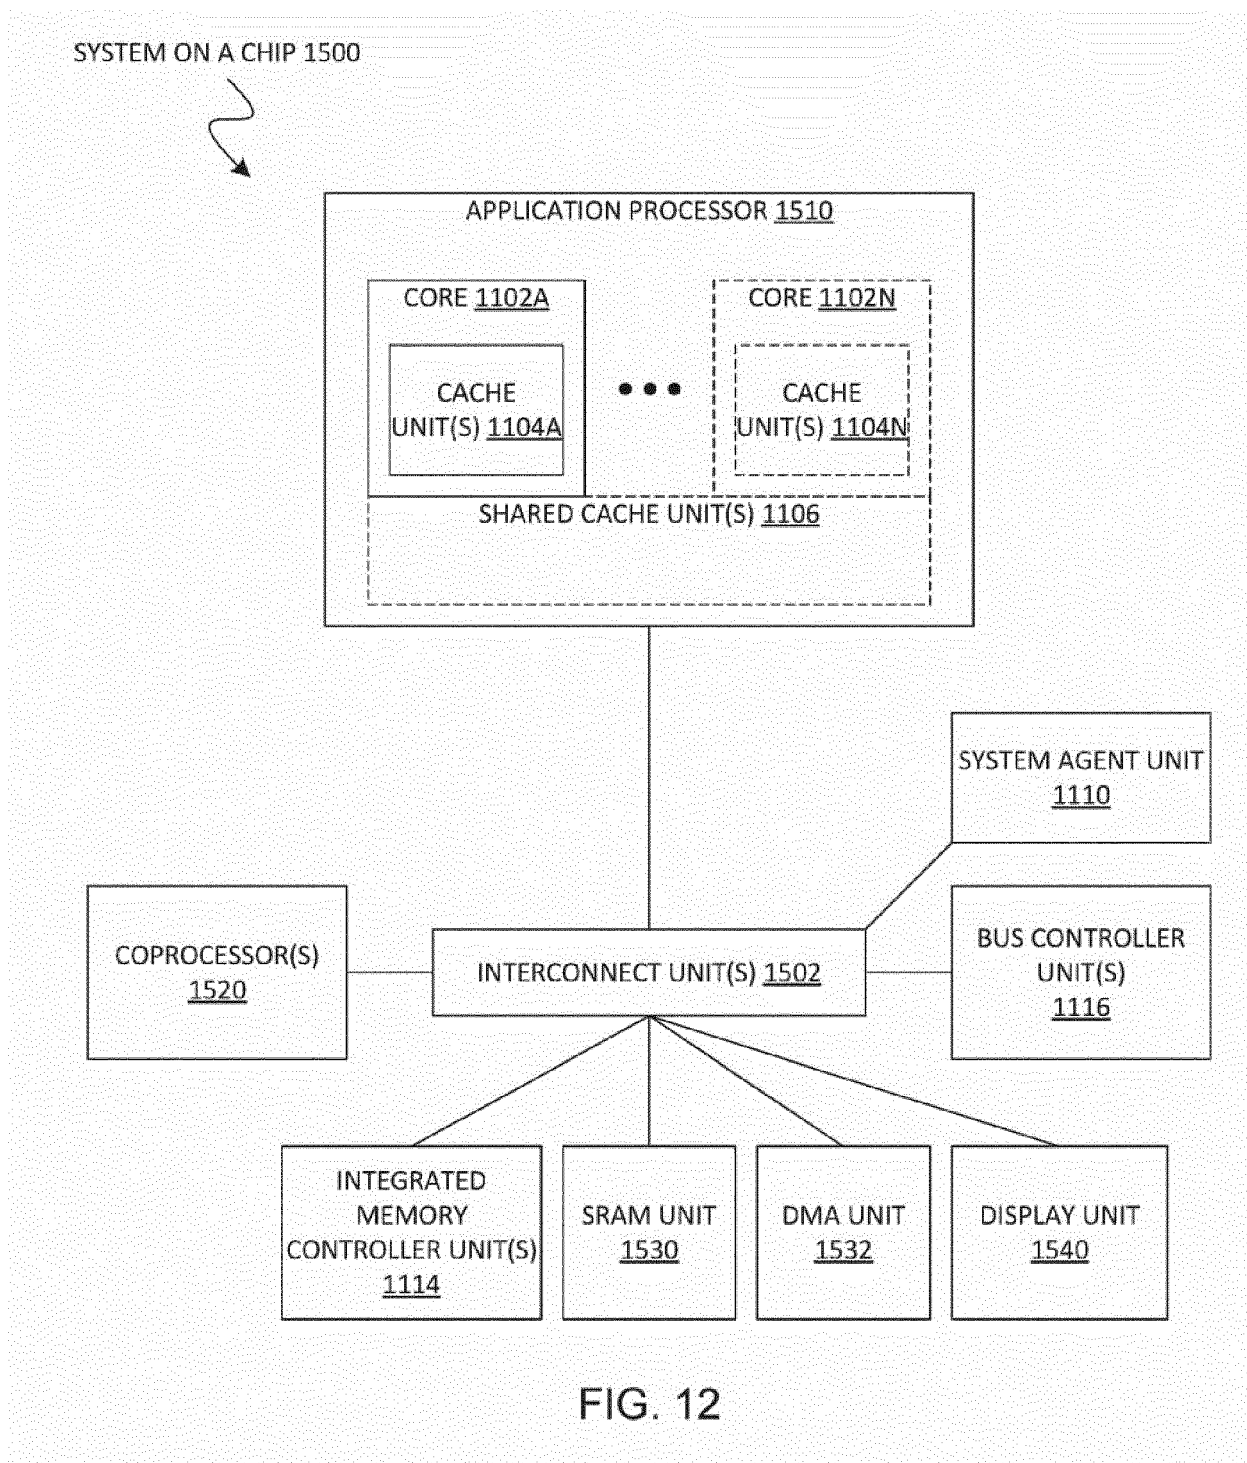 SYSTEM ON A CHIP 1500
APPLICATION PROCESSOR 1510
CORE 1102A
CORE 1102N
CACHE
UNIT(S) 1104A
CACHE
UNIT(S) 1104N
SHARED CACHE UNIT(S) 1106
SYSTEM AGENT UNIT
1110
COPROCESSOR(S)
1520
INTERCONNECT UNIT(S) 1502
BUS CONTROLLER
UNIT(S)
1116
INTEGRATED
MEMORY
CONTROLLER UNIT(S)
1114
SRAM UNIT
1530
DMA UNIT
1532
DISPLAY UNIT
1540
FIG. 12